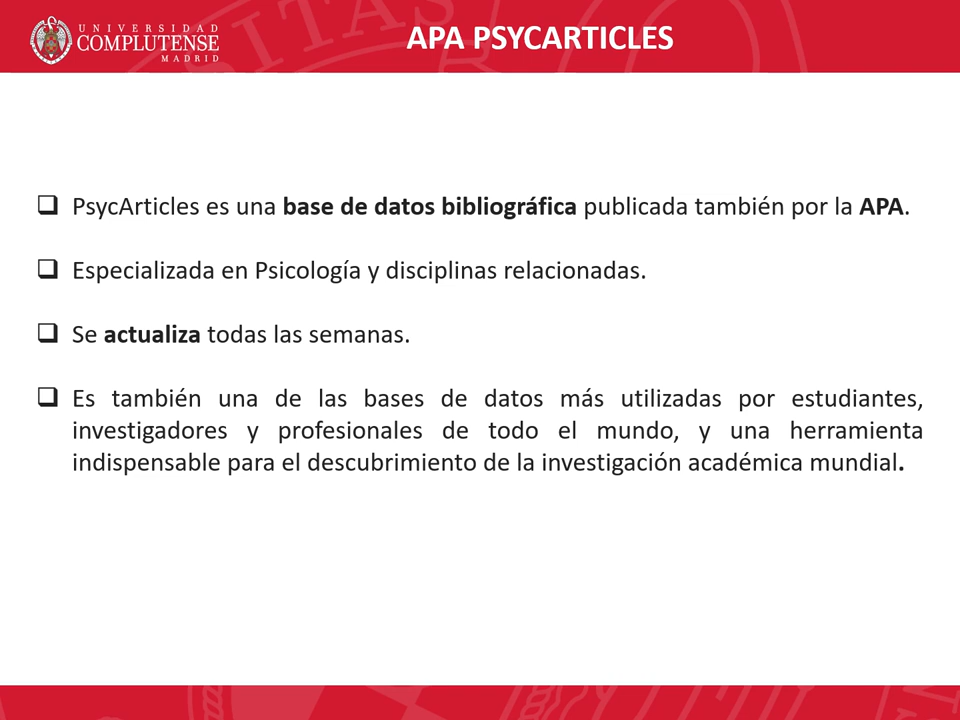 UNIVERSIDAD
COMPLUTENSE
MADRID
APA PSYCARTICLES
PsycArticles es una base de datos bibliográfica publicada también por la APA.
Especializada en Psicología y disciplinas relacionadas.
Se actualiza todas las semanas.
Es también una de las bases de datos más utilizadas por estudiantes,
investigadores y profesionales de todo el mundo, y una herramienta
indispensable para el descubrimiento de la investigación académica mundial.